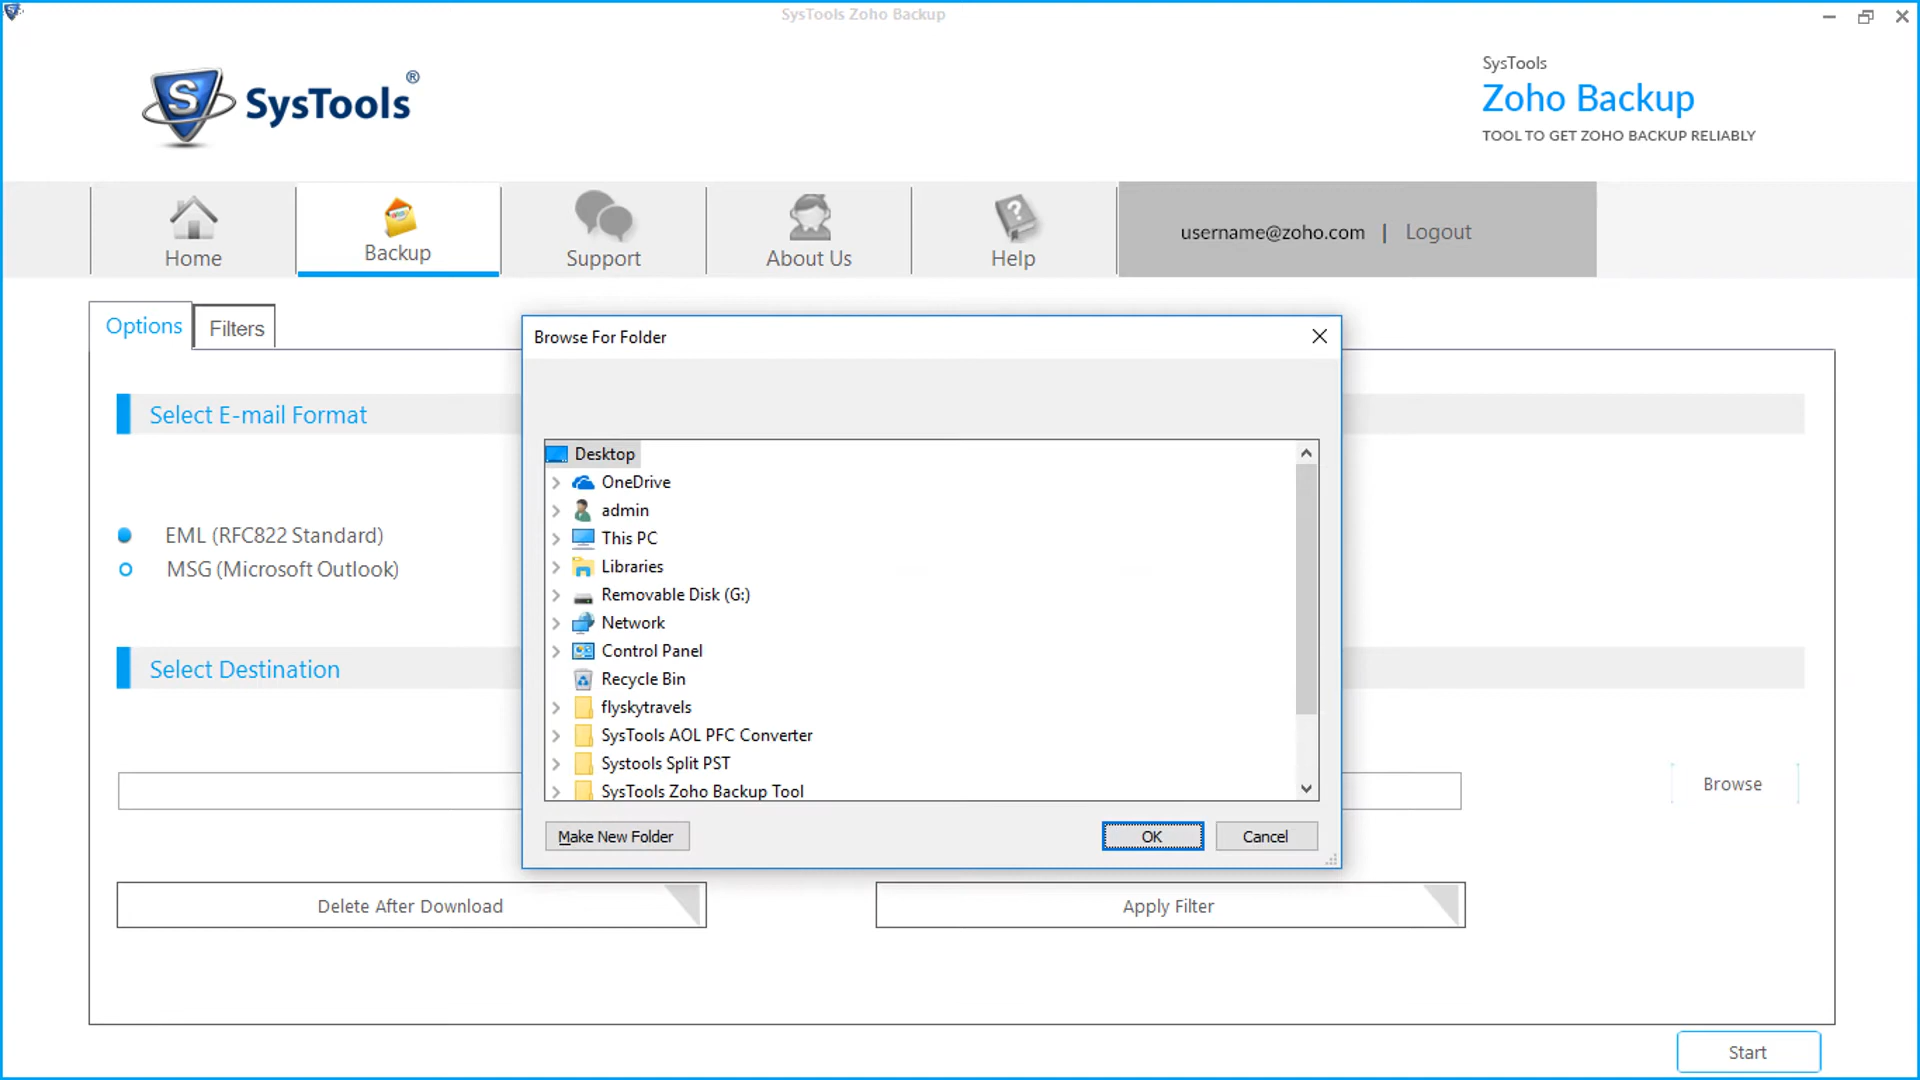 SysTools Zoho Backup
SysTools®
SysTools
Zoho Backup
TOOL TO GET ZOHO BACKUP RELIABLY
Home
Backup
Support
About Us
Help
username@zoho.com | Logout
Options
Filters
Select E-mail Format
EML (RFC822 Standard)
MSG (Microsoft Outlook)
Select Destination
Browse
Browse For Folder
Desktop
OneDrive
admin
This PC
Libraries
Removable Disk (G:)
Network
Control Panel
Recycle Bin
flyskytravels
SysTools AOL PFC Converter
Systools Split PST
SysTools Zoho Backup Tool
Make New Folder
OK
Cancel
Delete After Download
Apply Filter
Start